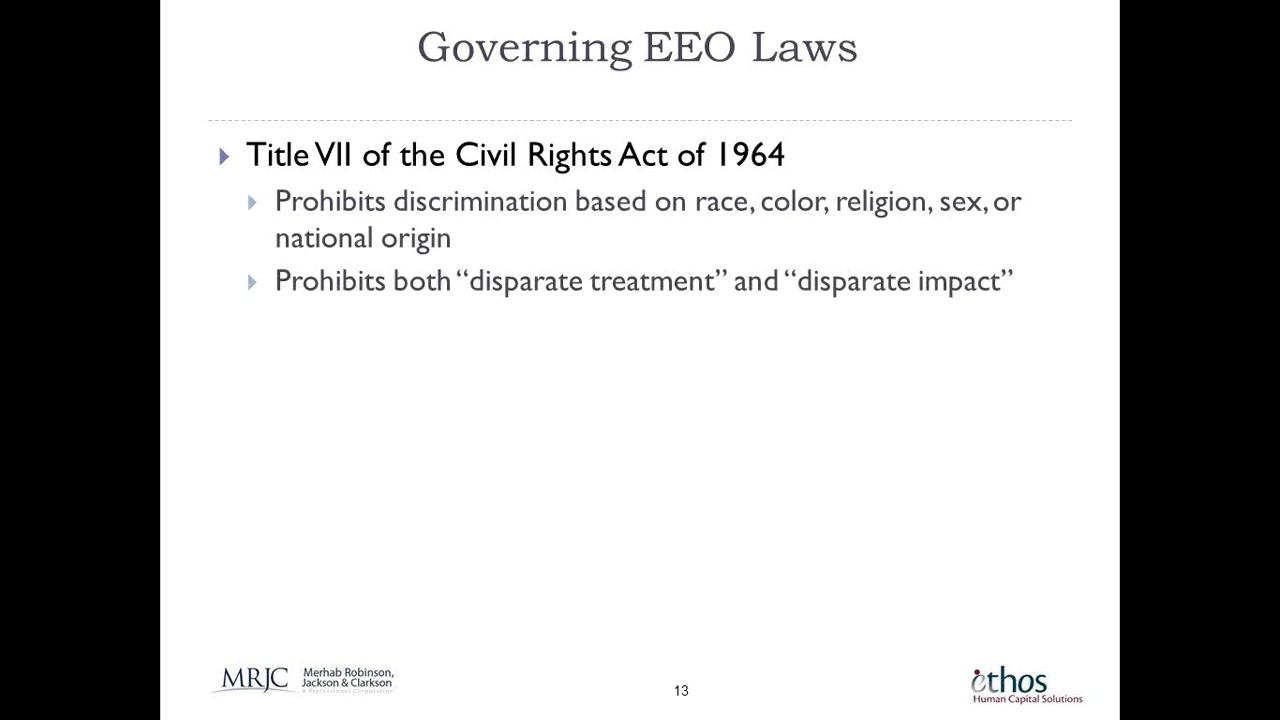 Governing EEO Laws
Title VII of the Civil Rights Act of 1964
Prohibits discrimination based on race, color, religion, sex, or
national origin
Prohibits both “disparate treatment” and “disparate impact”
MRJC
Merhab Robinson,
Jackson & Clarkson
A Professional Corporation
13
ethos
Human Capital Solutions